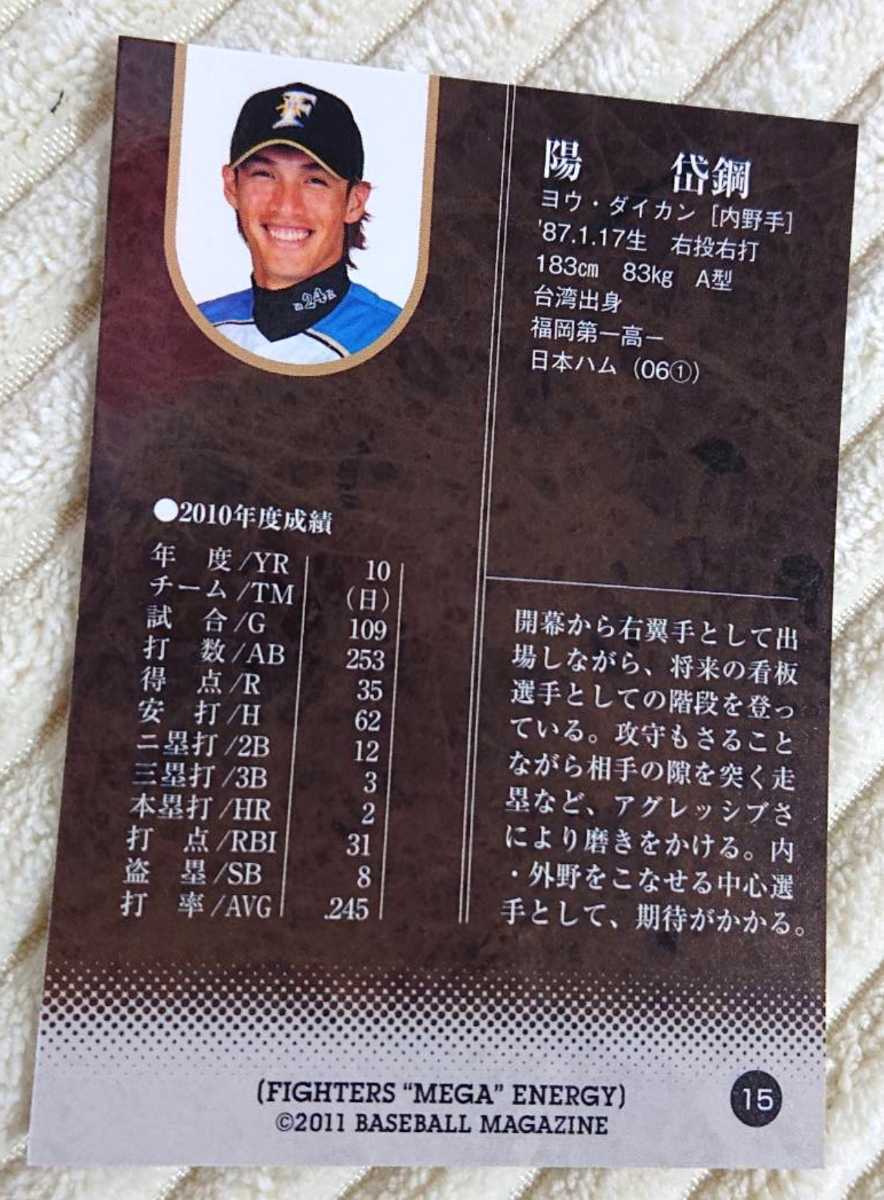 F
24
陽 岱鋼
ヨウ・ダイカン [内野手]
'87.1.17生 右投右打
183㎝ 83㎏ A型
台湾出身
福岡第一高ー
日本ハム (06①)
●2010年度成績
年 度/YR 10
チーム/TM (日)
試 合/G 109
打 数/AB 253
得 点/R 35
安 打/H 62
二塁打/2B 12
三塁打/3B 3
本塁打/HR 2
打 点/RBI 31
盗 塁/SB 8
打 率/AVG .245
開幕から右翼手として出
場しながら、将来の看板
選手としての階段を登っ
ている。攻守もさること
ながら相手の隙を突く走
塁など、アグレッシブさ
により磨きをかける。内
・外野をこなせる中心選
手として、期待がかかる。
(FIGHTERS “MEGA” ENERGY)
©2011 BASEBALL MAGAZINE
15